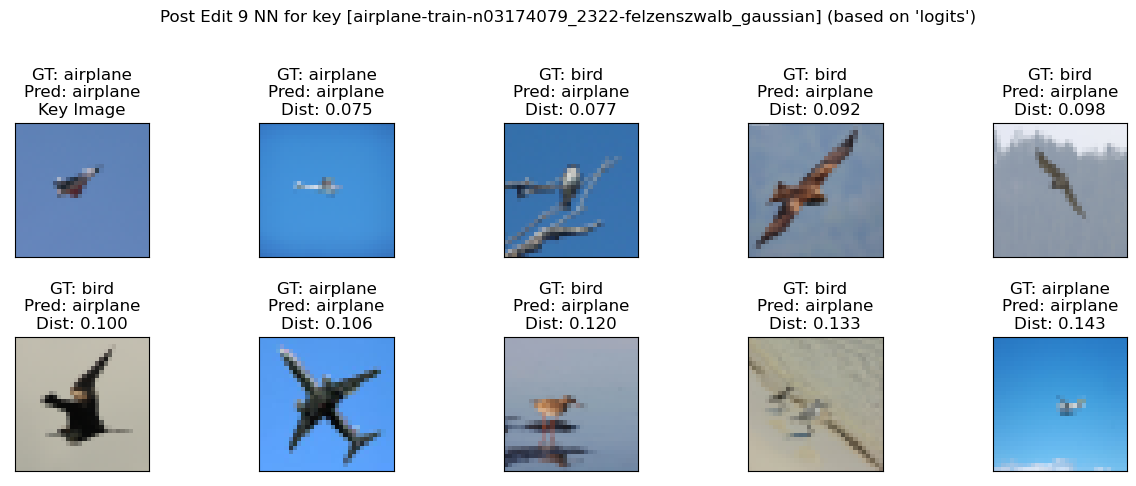 Post Edit 9 NN for key [airplane-train-n03174079_2322-felzenszwalb_gaussian] (based on 'logits')
GT: airplane
Pred: airplane
Key Image
GT: airplane
Pred: airplane
Dist: 0.075
GT: bird
Pred: airplane
Dist: 0.077
GT: bird
Pred: airplane
Dist: 0.092
GT: bird
Pred: airplane
Dist: 0.098
GT: bird
Pred: airplane
Dist: 0.100
GT: airplane
Pred: airplane
Dist: 0.106
GT: bird
Pred: airplane
Dist: 0.120
GT: bird
Pred: airplane
Dist: 0.133
GT: airplane
Pred: airplane
Dist: 0.143